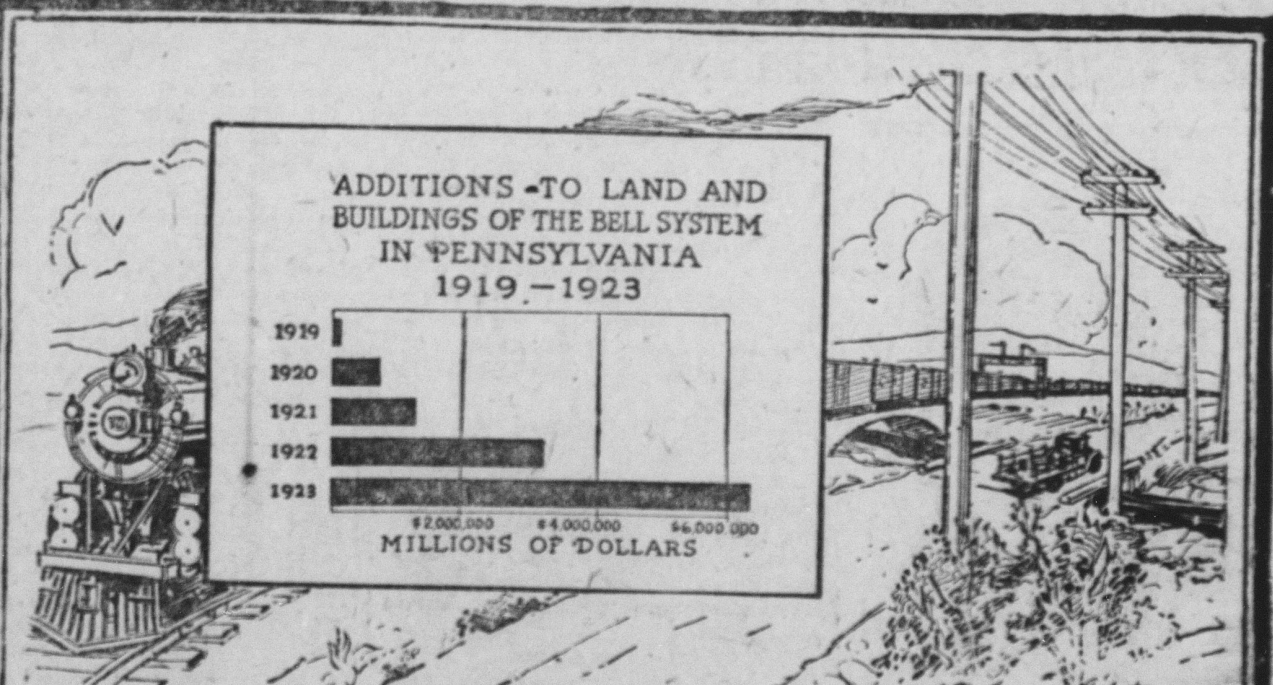 ADDITIONS TO LAND AND
BUILDINGS OF THE BELL SYSTEM
IN PENNSYLVANIA
1919 - 1923
1919
1920
1921
1922
1923
$2,000,000 $4,000,000 $6,000,000
MILLIONS OF DOLLARS